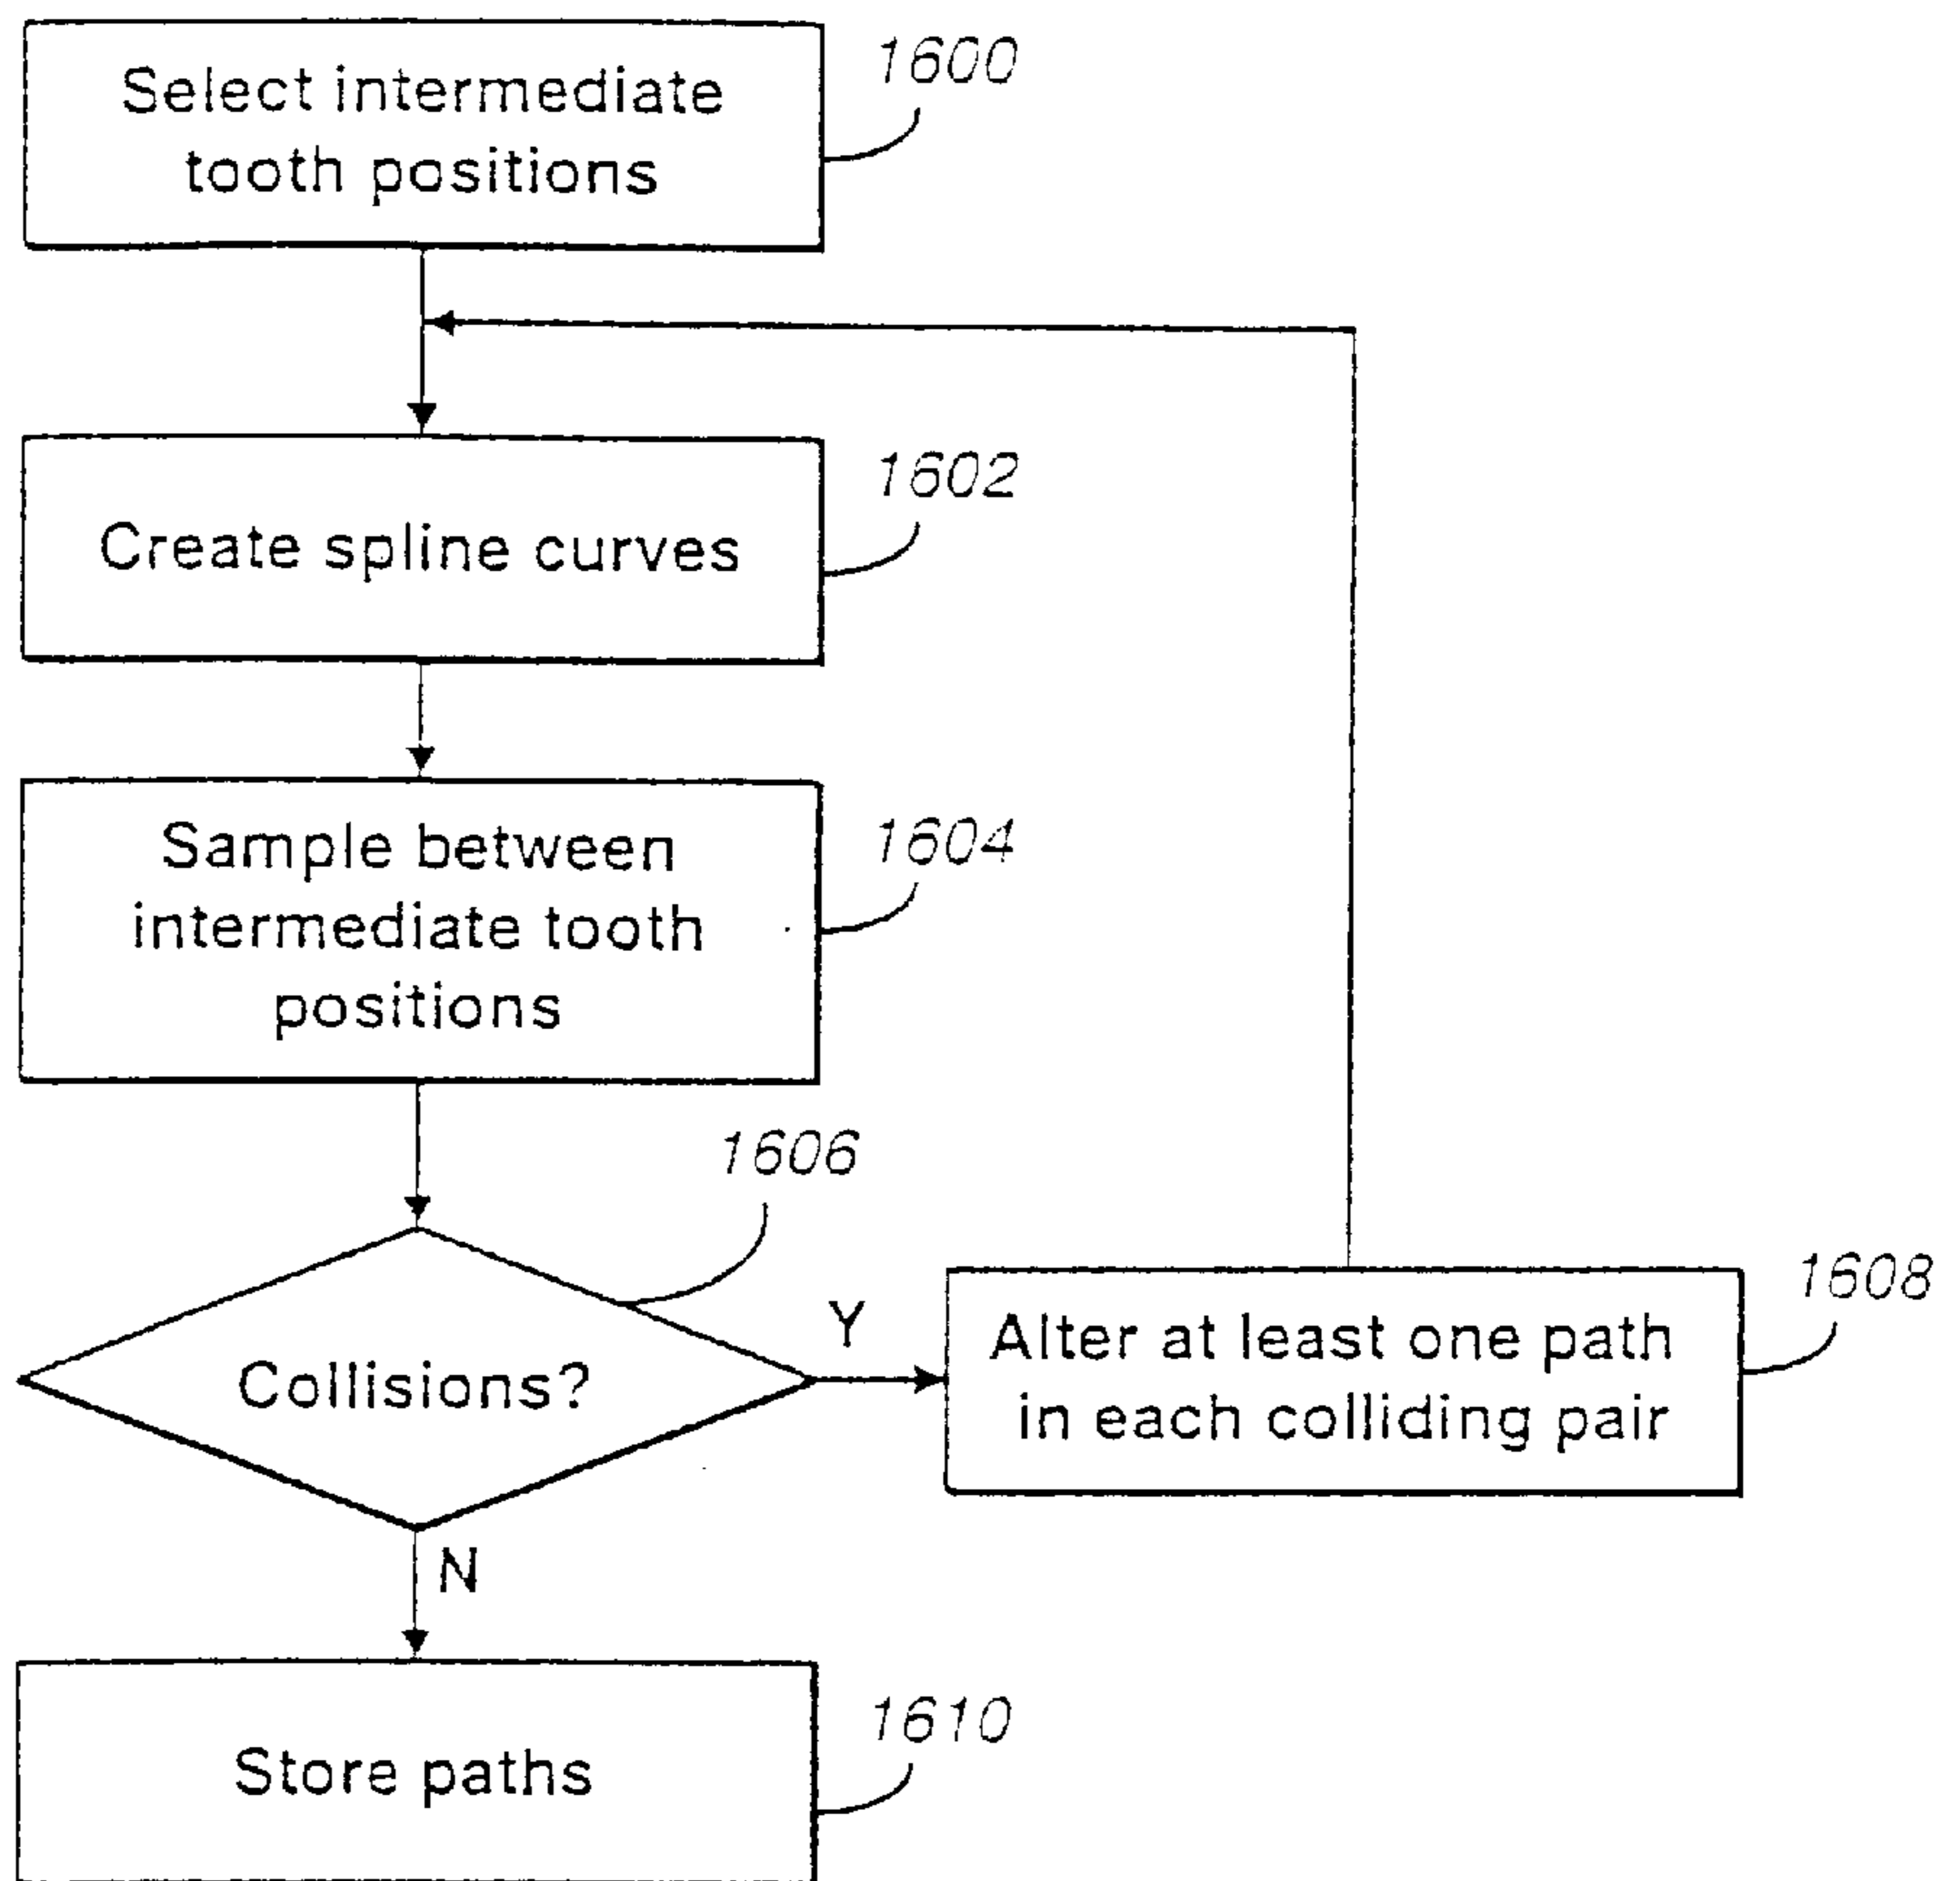 Select intermediate
tooth positions
1600
Create spline curves
1602
Sample between
intermediate tooth
positions
1604
Collisions?
1606
Y
Alter at least one path
in each colliding pair
1608
N
Store paths
1610